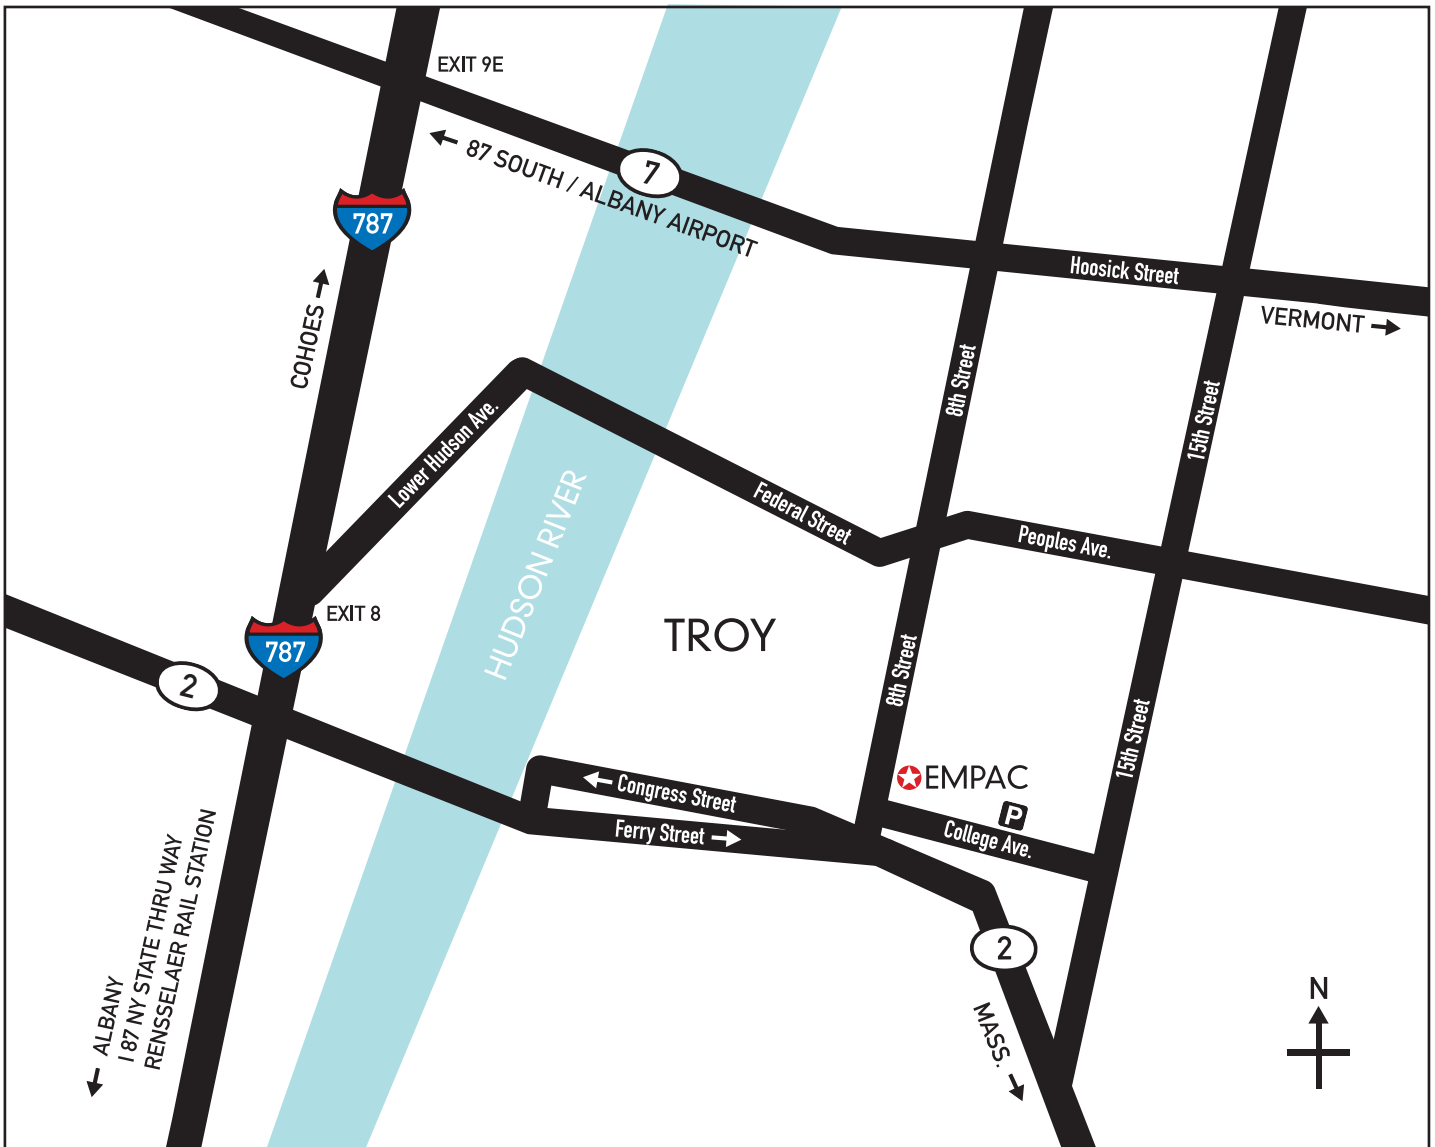 EXIT 9E
← 87 SOUTH / ALBANY AIRPORT
7
787
Hoosick Street
VERMONT →
COHOES →
8th Street
15th Street
Lower Hudson Ave.
Federal Street
Peoples Ave.
HUDSON RIVER
EXIT 8
787
TROY
2
8th Street
15th Street
EMPAC
← Congress Street
P
Ferry Street →
College Ave.
2
MASS. →
← ALBANY
I 87 NY STATE THRU WAY
RENSSELAER RAIL STATION
N